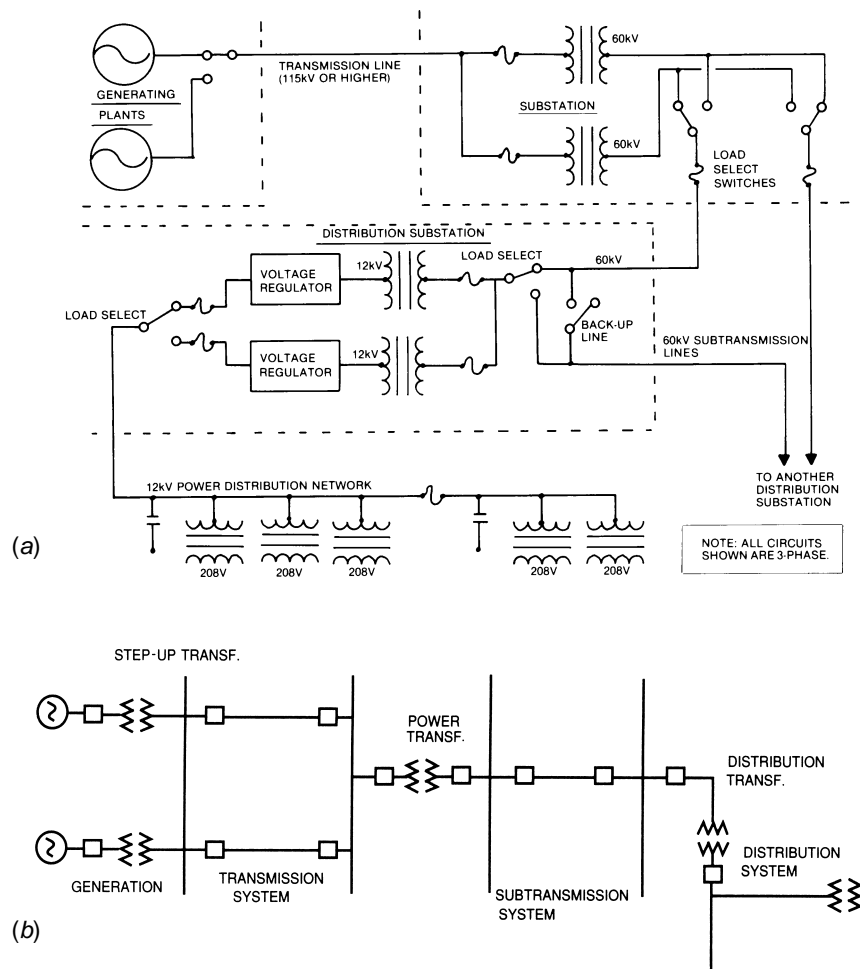 GENERATING
PLANTS
TRANSMISSION LINE
(115kV OR HIGHER)
60kV
SUBSTATION
60kV
LOAD
SELECT
SWITCHES
DISTRIBUTION SUBSTATION
VOLTAGE
REGULATOR
12kV
LOAD SELECT
60kV
LOAD SELECT
BACK-UP
LINE
VOLTAGE
REGULATOR
12kV
60kV SUBTRANSMISSION
LINES
12kV POWER DISTRIBUTION NETWORK
TO ANOTHER
DISTRIBUTION
SUBSTATION
208V
208V
208V
208V
208V
NOTE: ALL CIRCUITS
SHOWN ARE 3-PHASE.
(a)
STEP-UP TRANSF.
POWER
TRANSF.
DISTRIBUTION
TRANSF.
GENERATION
TRANSMISSION
SYSTEM
SUBTRANSMISSION
SYSTEM
DISTRIBUTION
SYSTEM
(b)